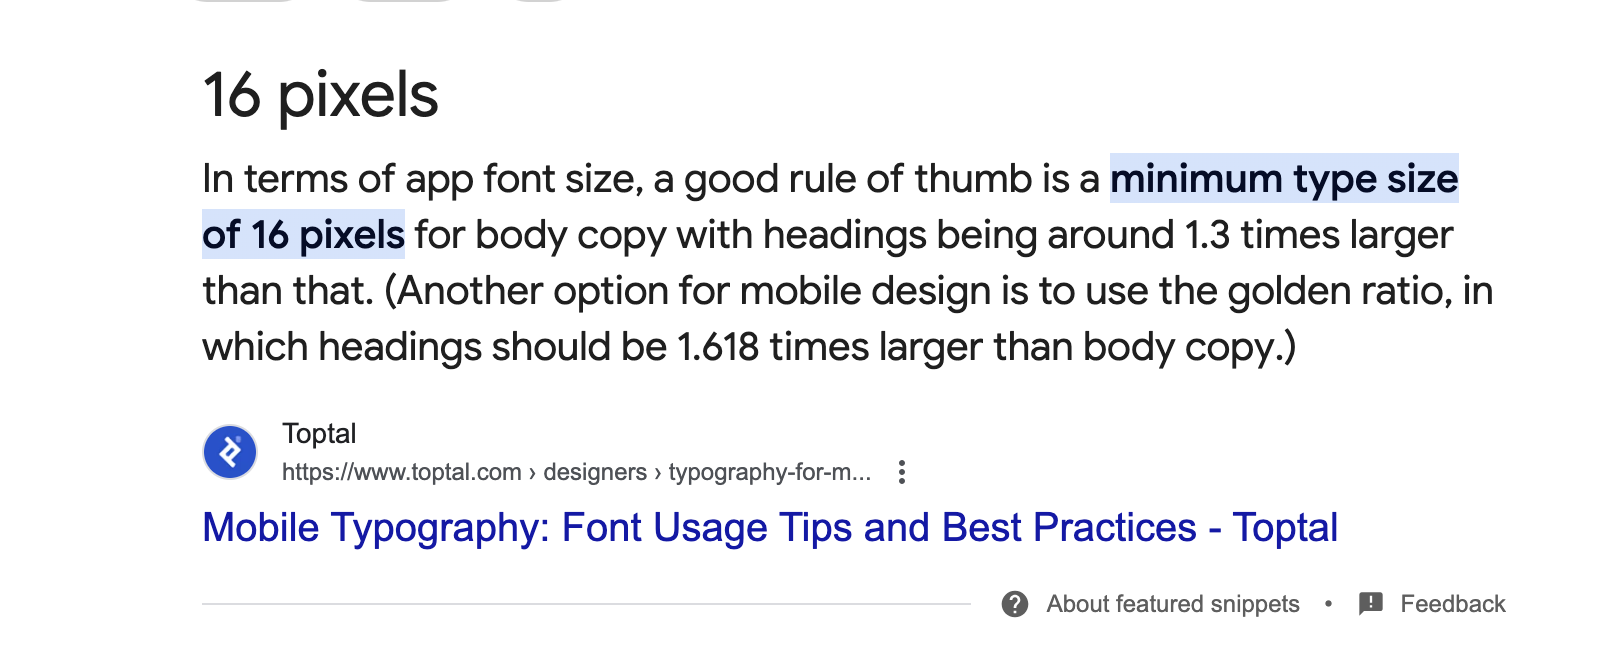 16 pixels
In terms of app font size, a good rule of thumb is a minimum type size
of 16 pixels for body copy with headings being around 1.3 times larger
than that. (Another option for mobile design is to use the golden ratio, in
which headings should be 1.618 times larger than body copy.)
Toptal
https://www.toptal.com › designers › typography-for-m...
Mobile Typography: Font Usage Tips and Best Practices - Toptal
About featured snippets • Feedback